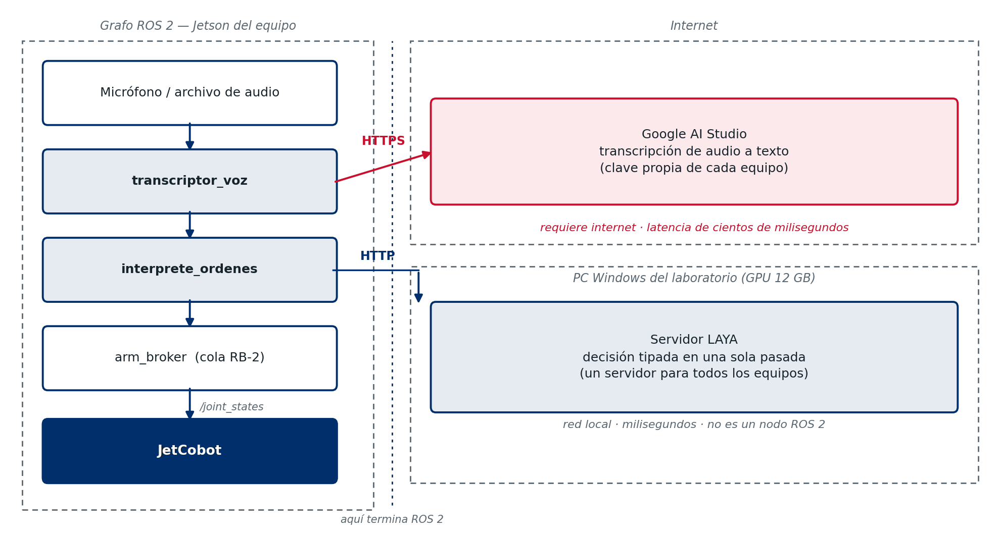 Grafo ROS 2 — Jetson del equipo
Micrófono / archivo de audio
transcriptor_voz
interprete_ordenes
arm_broker  (cola RB-2)
/joint_states
JetCobot
HTTPS
HTTP
aquí termina ROS 2
Internet
Google AI Studio
transcripción de audio a texto
(clave propia de cada equipo)
requiere internet · latencia de cientos de milisegundos
PC Windows del laboratorio (GPU 12 GB)
Servidor LAYA
decisión tipada en una sola pasada
(un servidor para todos los equipos)
red local · milisegundos · no es un nodo ROS 2